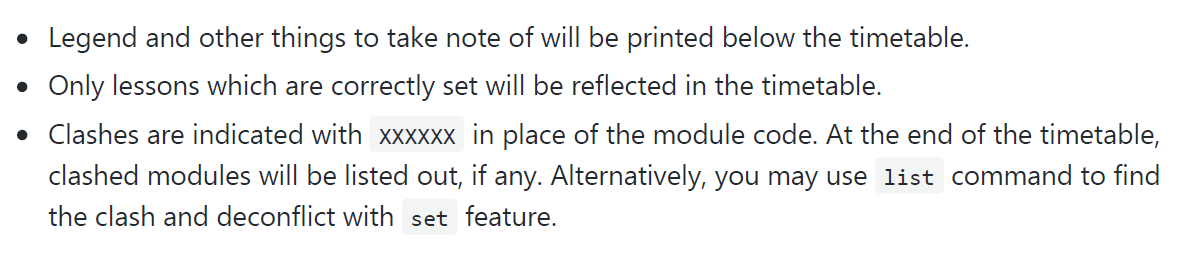 Legend and other things to take note of will be printed below the timetable.
Only lessons which are correctly set will be reflected in the timetable.
Clashes are indicated with XXXXXX in place of the module code. At the end of the timetable,
clashed modules will be listed out, if any. Alternatively, you may use list command to find
the clash and deconflict with set feature.